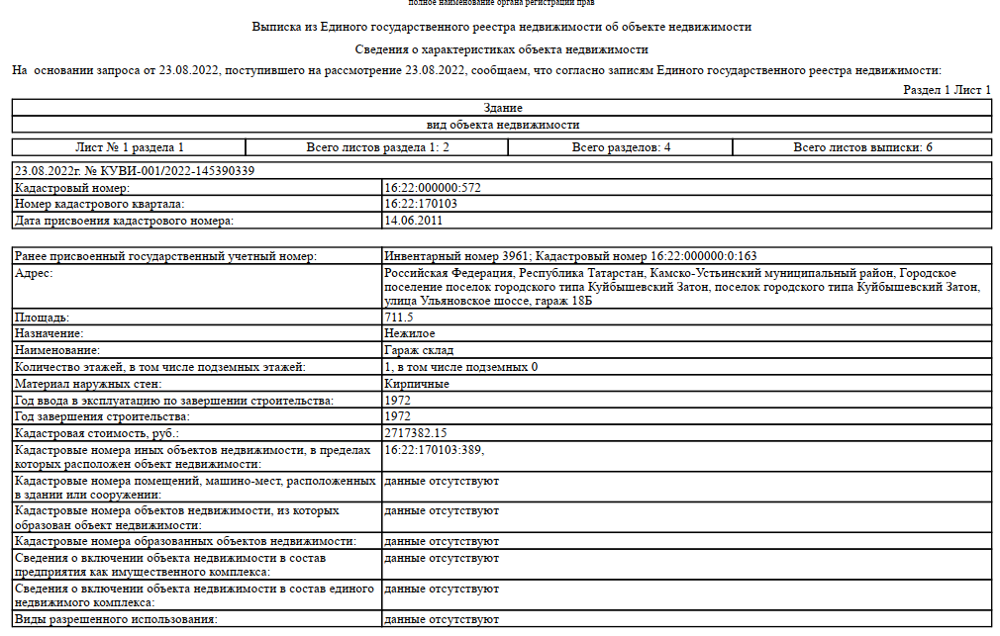 полное наименование органа регистрации прав
Выписка из Единого государственного реестра недвижимости об объекте недвижимости
Сведения о характеристиках объекта недвижимости
На основании запроса от 23.08.2022, поступившего на рассмотрение 23.08.2022, сообщаем, что согласно записям Единого государственного реестра недвижимости:
Раздел 1 Лист 1
Здание
вид объекта недвижимости
Лист № 1 раздела 1 Всего листов раздела 1: 2 Всего разделов: 4 Всего листов выписки: 6
23.08.2022г. № КУВИ-001/2022-145390339
Кадастровый номер: 16:22:000000:572
Номер кадастрового квартала: 16:22:170103
Дата присвоения кадастрового номера: 14.06.2011
Ранее присвоенный государственный учетный номер: Инвентарный номер 3961; Кадастровый номер 16:22:000000:0:163
Адрес: Российская Федерация, Республика Татарстан, Камско-Устьинский муниципальный район, Городское
поселение поселок городского типа Куйбышевский Затон, поселок городского типа Куйбышевский Затон,
улица Ульяновское шоссе, гараж 18Б
Площадь: 711.5
Назначение: Нежилое
Наименование: Гараж склад
Количество этажей, в том числе подземных этажей: 1, в том числе подземных 0
Материал наружных стен: Кирпичные
Год ввода в эксплуатацию по завершении строительства: 1972
Год завершения строительства: 1972
Кадастровая стоимость, руб.: 2717382.15
Кадастровые номера иных объектов недвижимости, в пределах 16:22:170103:389,
которых расположен объект недвижимости:
Кадастровые номера помещений, машино-мест, расположенных данные отсутствуют
в здании или сооружении:
Кадастровые номера объектов недвижимости, из которых данные отсутствуют
образован объект недвижимости:
Кадастровые номера образованных объектов недвижимости: данные отсутствуют
Сведения о включении объекта недвижимости в состав данные отсутствуют
предприятия как имущественного комплекса:
Сведения о включении объекта недвижимости в состав единого данные отсутствуют
недвижимого комплекса:
Виды разрешенного использования: данные отсутствуют